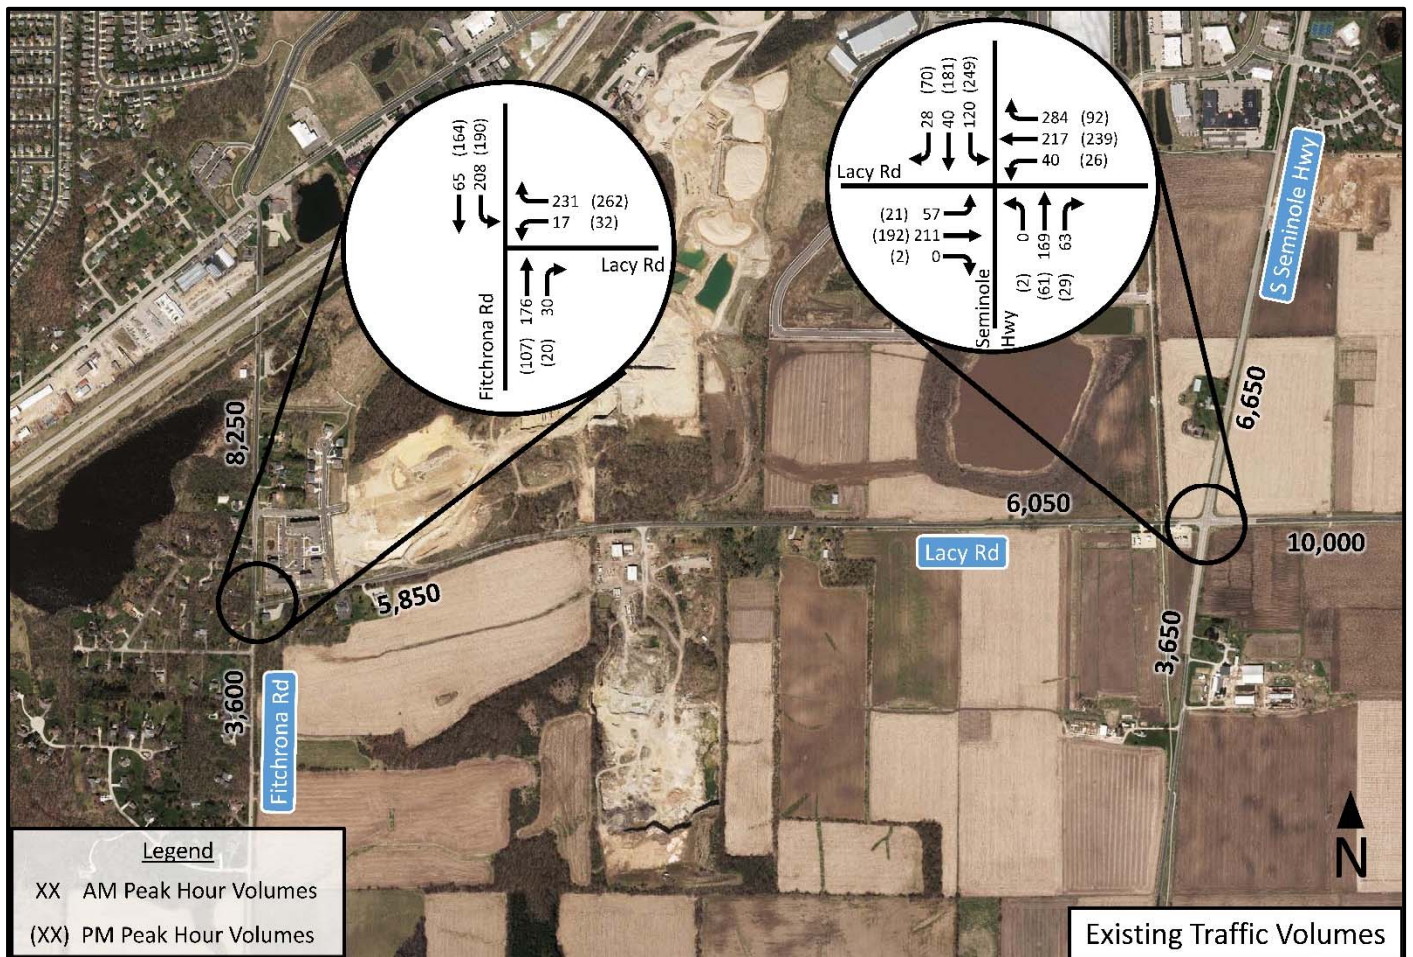 (164)
(190)
65
208
231 (262)
17 (32)
Lacy Rd
Fitchrona Rd
176
30
(107)
(20)
(70)
(181)
(249)
28
40
120
284 (92)
217 (239)
40 (26)
Lacy Rd
(21) 57
(192) 211
(2) 0
0
169
63
(2)
(61)
(29)
Seminole
Hwy
S Seminole Hwy
8,250
6,650
6,050
Lacy Rd
10,000
5,850
3,650
3,600
Fitchrona Rd
N
Legend
XX AM Peak Hour Volumes
(XX) PM Peak Hour Volumes
Existing Traffic Volumes